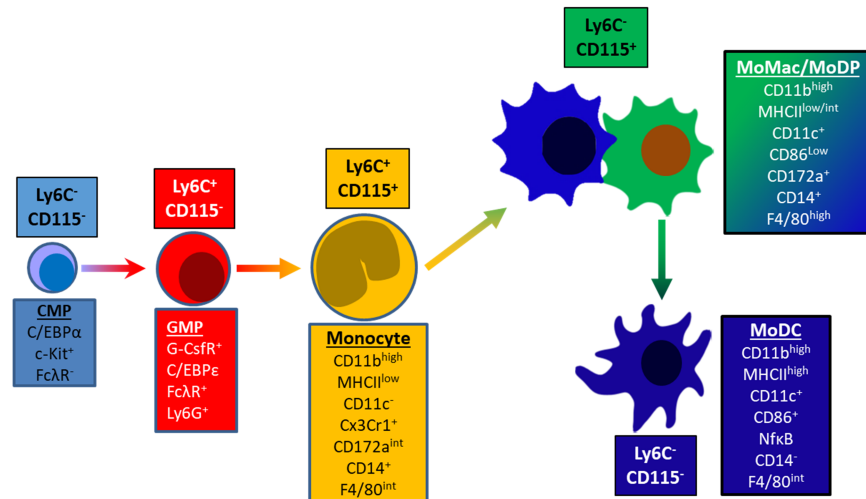 Ly6C⁻
CD115⁻
CMP
C/EBPα
c-Kit⁺
FcλR⁻
Ly6C⁺
CD115⁻
GMP
G-CsfR⁺
C/EBPε
FcλR⁺
Ly6G⁺
Ly6C⁺
CD115⁺
Monocyte
CD11b^high
MHCII^low
CD11c⁻
Cx3Cr1⁺
CD172a^int
CD14⁺
F4/80^int
Ly6C⁻
CD115⁺
MoMac/MoDP
CD11b^high
MHCII^low/int
CD11c⁺
CD86^Low
CD172a⁺
CD14⁺
F4/80^high
Ly6C⁻
CD115⁻
MoDC
CD11b^high
MHCII^high
CD11c⁺
CD86⁺
NfκB
CD14⁻
F4/80^int